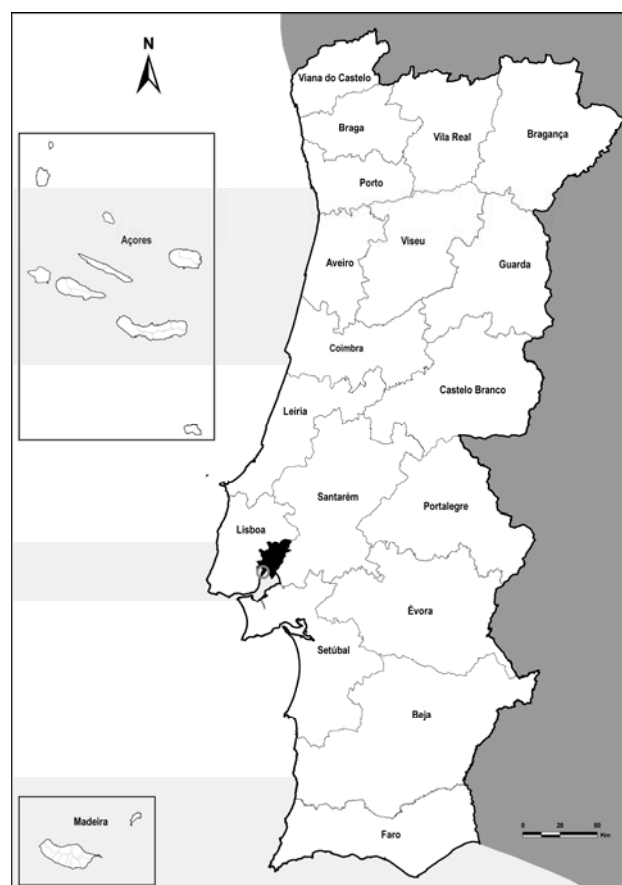 N
Viana do Castelo
Braga
Vila Real
Bragança
Porto
Açores
Aveiro
Viseu
Guarda
Coimbra
Castelo Branco
Leiria
Santarém
Portalegre
Lisboa
Évora
Setúbal
Beja
Madeira
Faro
0 25 50
Km